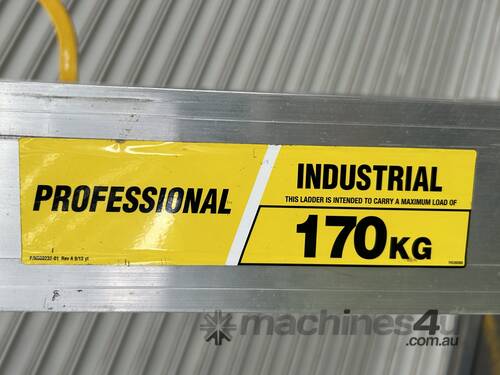 PROFESSIONAL
INDUSTRIAL
THIS LADDER IS INTENDED TO CARRY A MAXIMUM LOAD OF
170KG
machines4u
.com.au